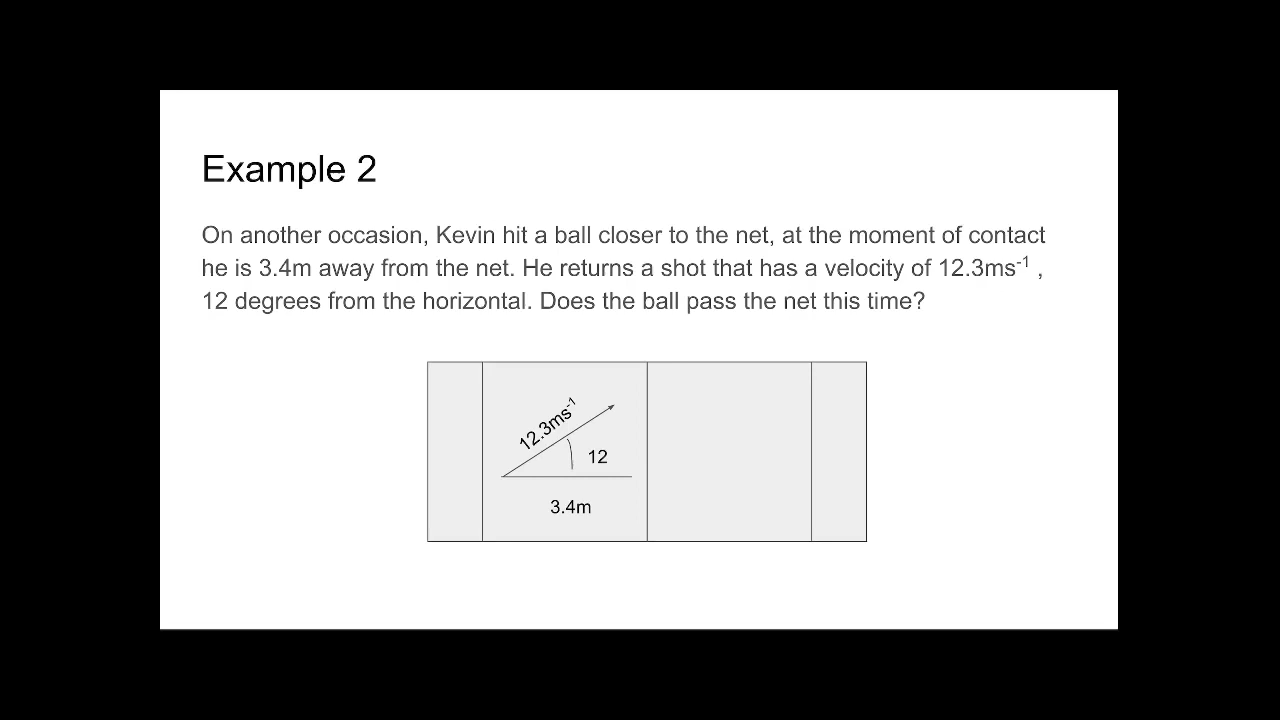 Example 2
On another occasion, Kevin hit a ball closer to the net, at the moment of contact
he is 3.4m away from the net. He returns a shot that has a velocity of 12.3ms⁻¹ ,
12 degrees from the horizontal. Does the ball pass the net this time?
12.3ms⁻¹
12
3.4m